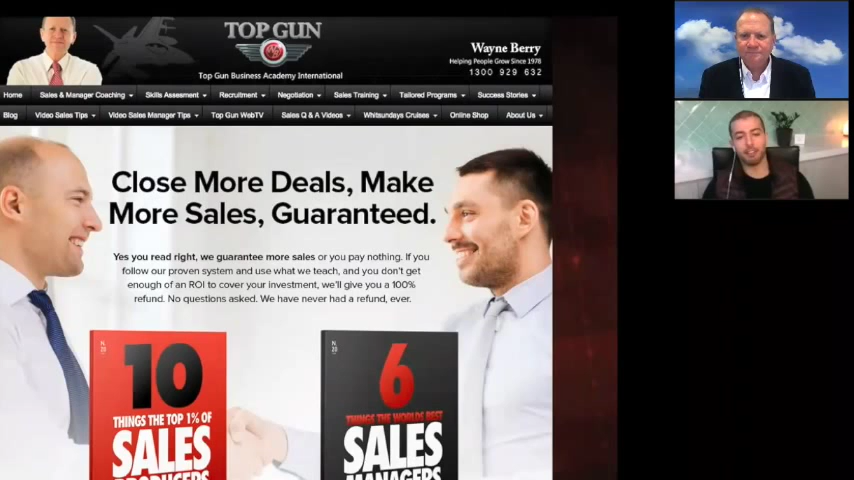 TOP GUN
Top Gun Business Academy International
Wayne Berry
Helping People Grow Since 1978
1300 929 632
Home Sales & Manager Coaching Skills Assesment Recruitment Negotiation Sales Training Tailored Programs Success Stories
Blog Video Sales Tips Video Sales Manager Tips Top Gun WebTV Sales Q & A Videos Whitsundays Cruises Online Shop About Us
Close More Deals, Make
More Sales, Guaranteed.
Yes you read right, we guarantee more sales or you pay nothing. If you
follow our proven system and use what we teach, and you don't get
enough of an ROI to cover your investment, we'll give you a 100%
refund. No questions asked. We have never had a refund, ever.
10
THINGS THE TOP 1% OF
SALES
PRODUCERS
6
THINGS THE WORLDS BEST
SALES
MANAGERS